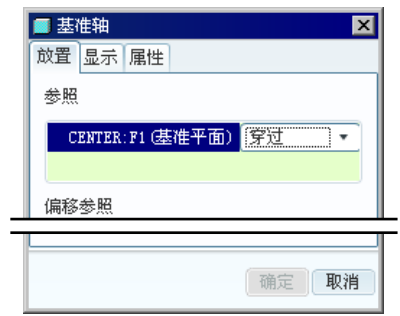 基准轴
放置 显示 属性
参照
CENTER:F1(基准平面) 穿过
偏移参照
确定 取消